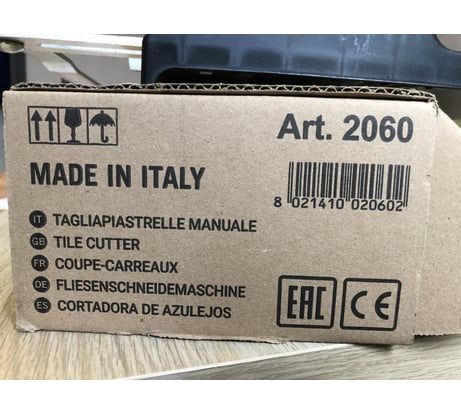 Art. 2060
MADE IN ITALY
8 021410 020602
IT TAGLIAPIASTRELLE MANUALE
GB TILE CUTTER
FR COUPE-CARREAUX
DE FLIESENSCHNEIDEMASCHINE
ES CORTADORA DE AZULEJOS
EAC CE